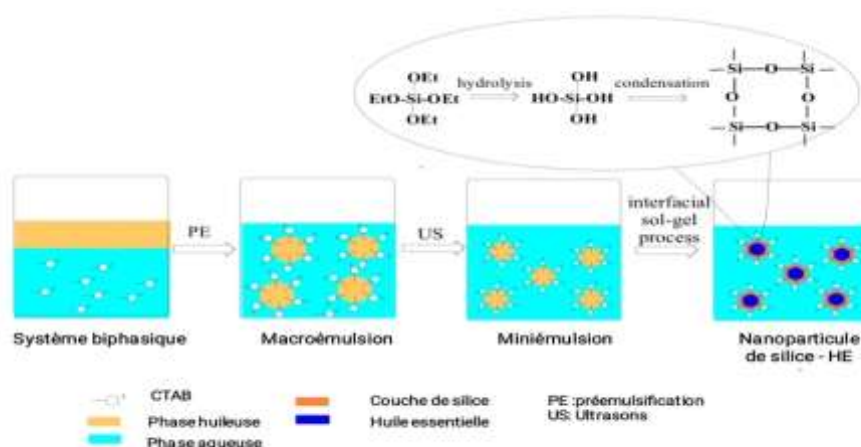 OEt
EtO-Si-OEt
OEt
hydrolysis
OH
HO-Si-OH
OH
condensation
Si—O—Si
O O
Si—O—Si
PE
US
interfacial
sol-gel
process
Système biphasique
Macroémulsion
Miniémulsion
Nanoparticule
de silice - HE
CTAB
Phase huileuse
Phase aqueuse
Couche de silice
Huile essentielle
PE :préemulsification
US: Ultrasons